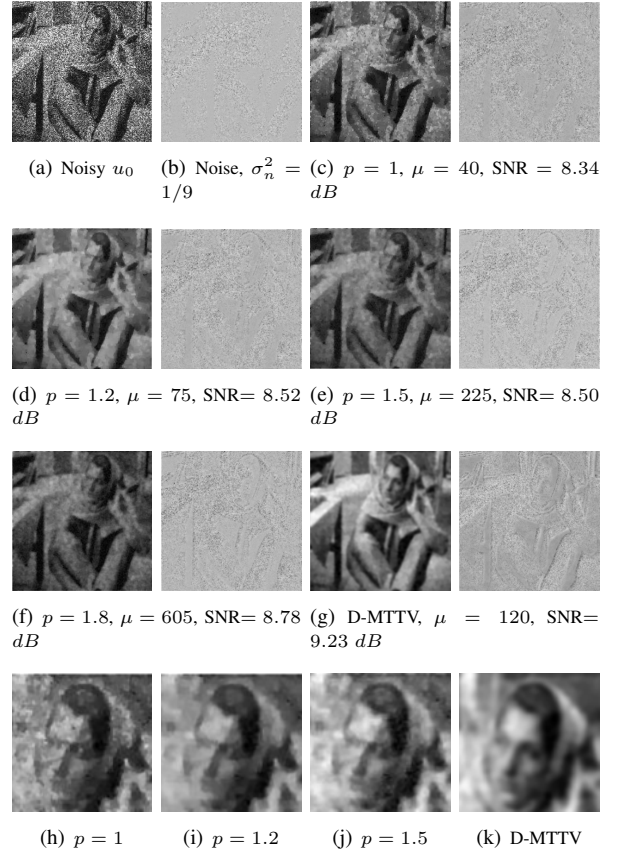 (a) Noisy u₀
(b) Noise, σₙ² =
1/9
(c) p = 1, μ = 40, SNR = 8.34
dB
(d) p = 1.2, μ = 75, SNR= 8.52
dB
(e) p = 1.5, μ = 225, SNR= 8.50
dB
(f) p = 1.8, μ = 605, SNR= 8.78
dB
(g) D-MTTV, μ = 120, SNR=
9.23 dB
(h) p = 1
(i) p = 1.2
(j) p = 1.5
(k) D-MTTV